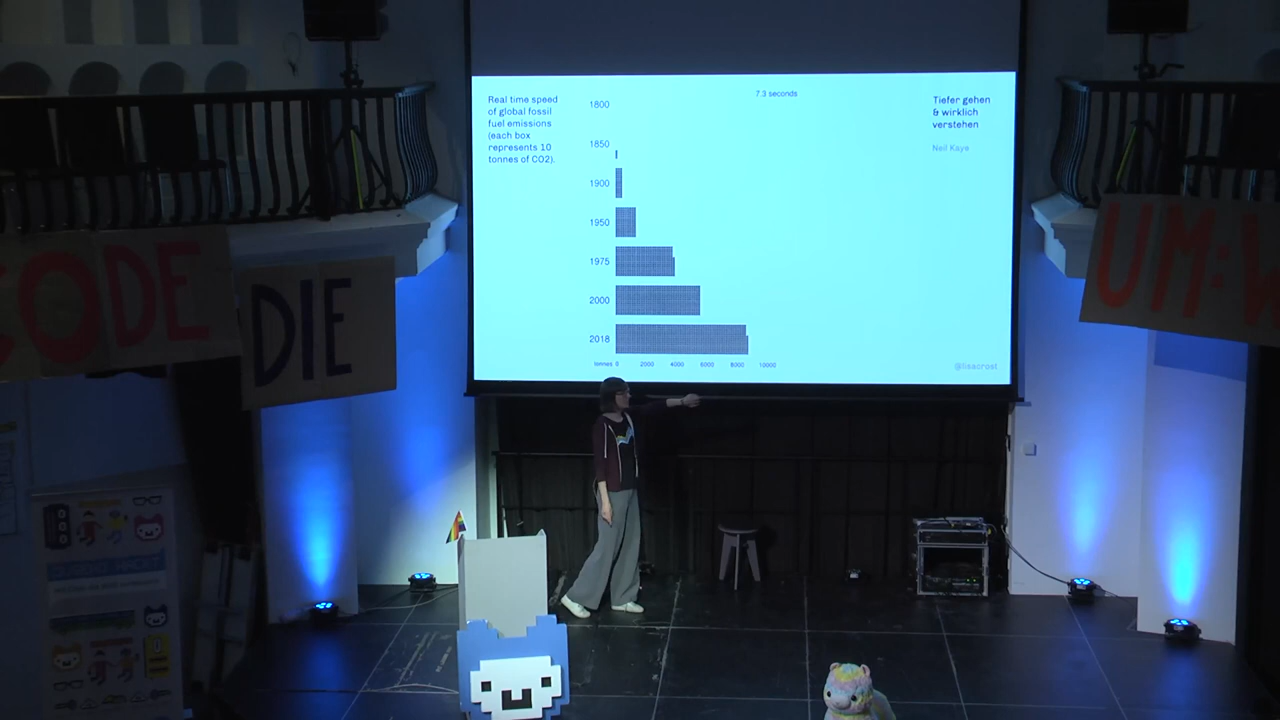 Real time speed
of global fossil
fuel emissions
(each box
represents 10
tonnes of CO2).
7.3 seconds
1800
1850
1900
1950
1975
2000
2018
tonnes 0 2000 4000 6000 8000 10000
Tiefer gehen
& wirklich
verstehen
Neil Kaye
@lisacrost
CODE
DIE
UM:W